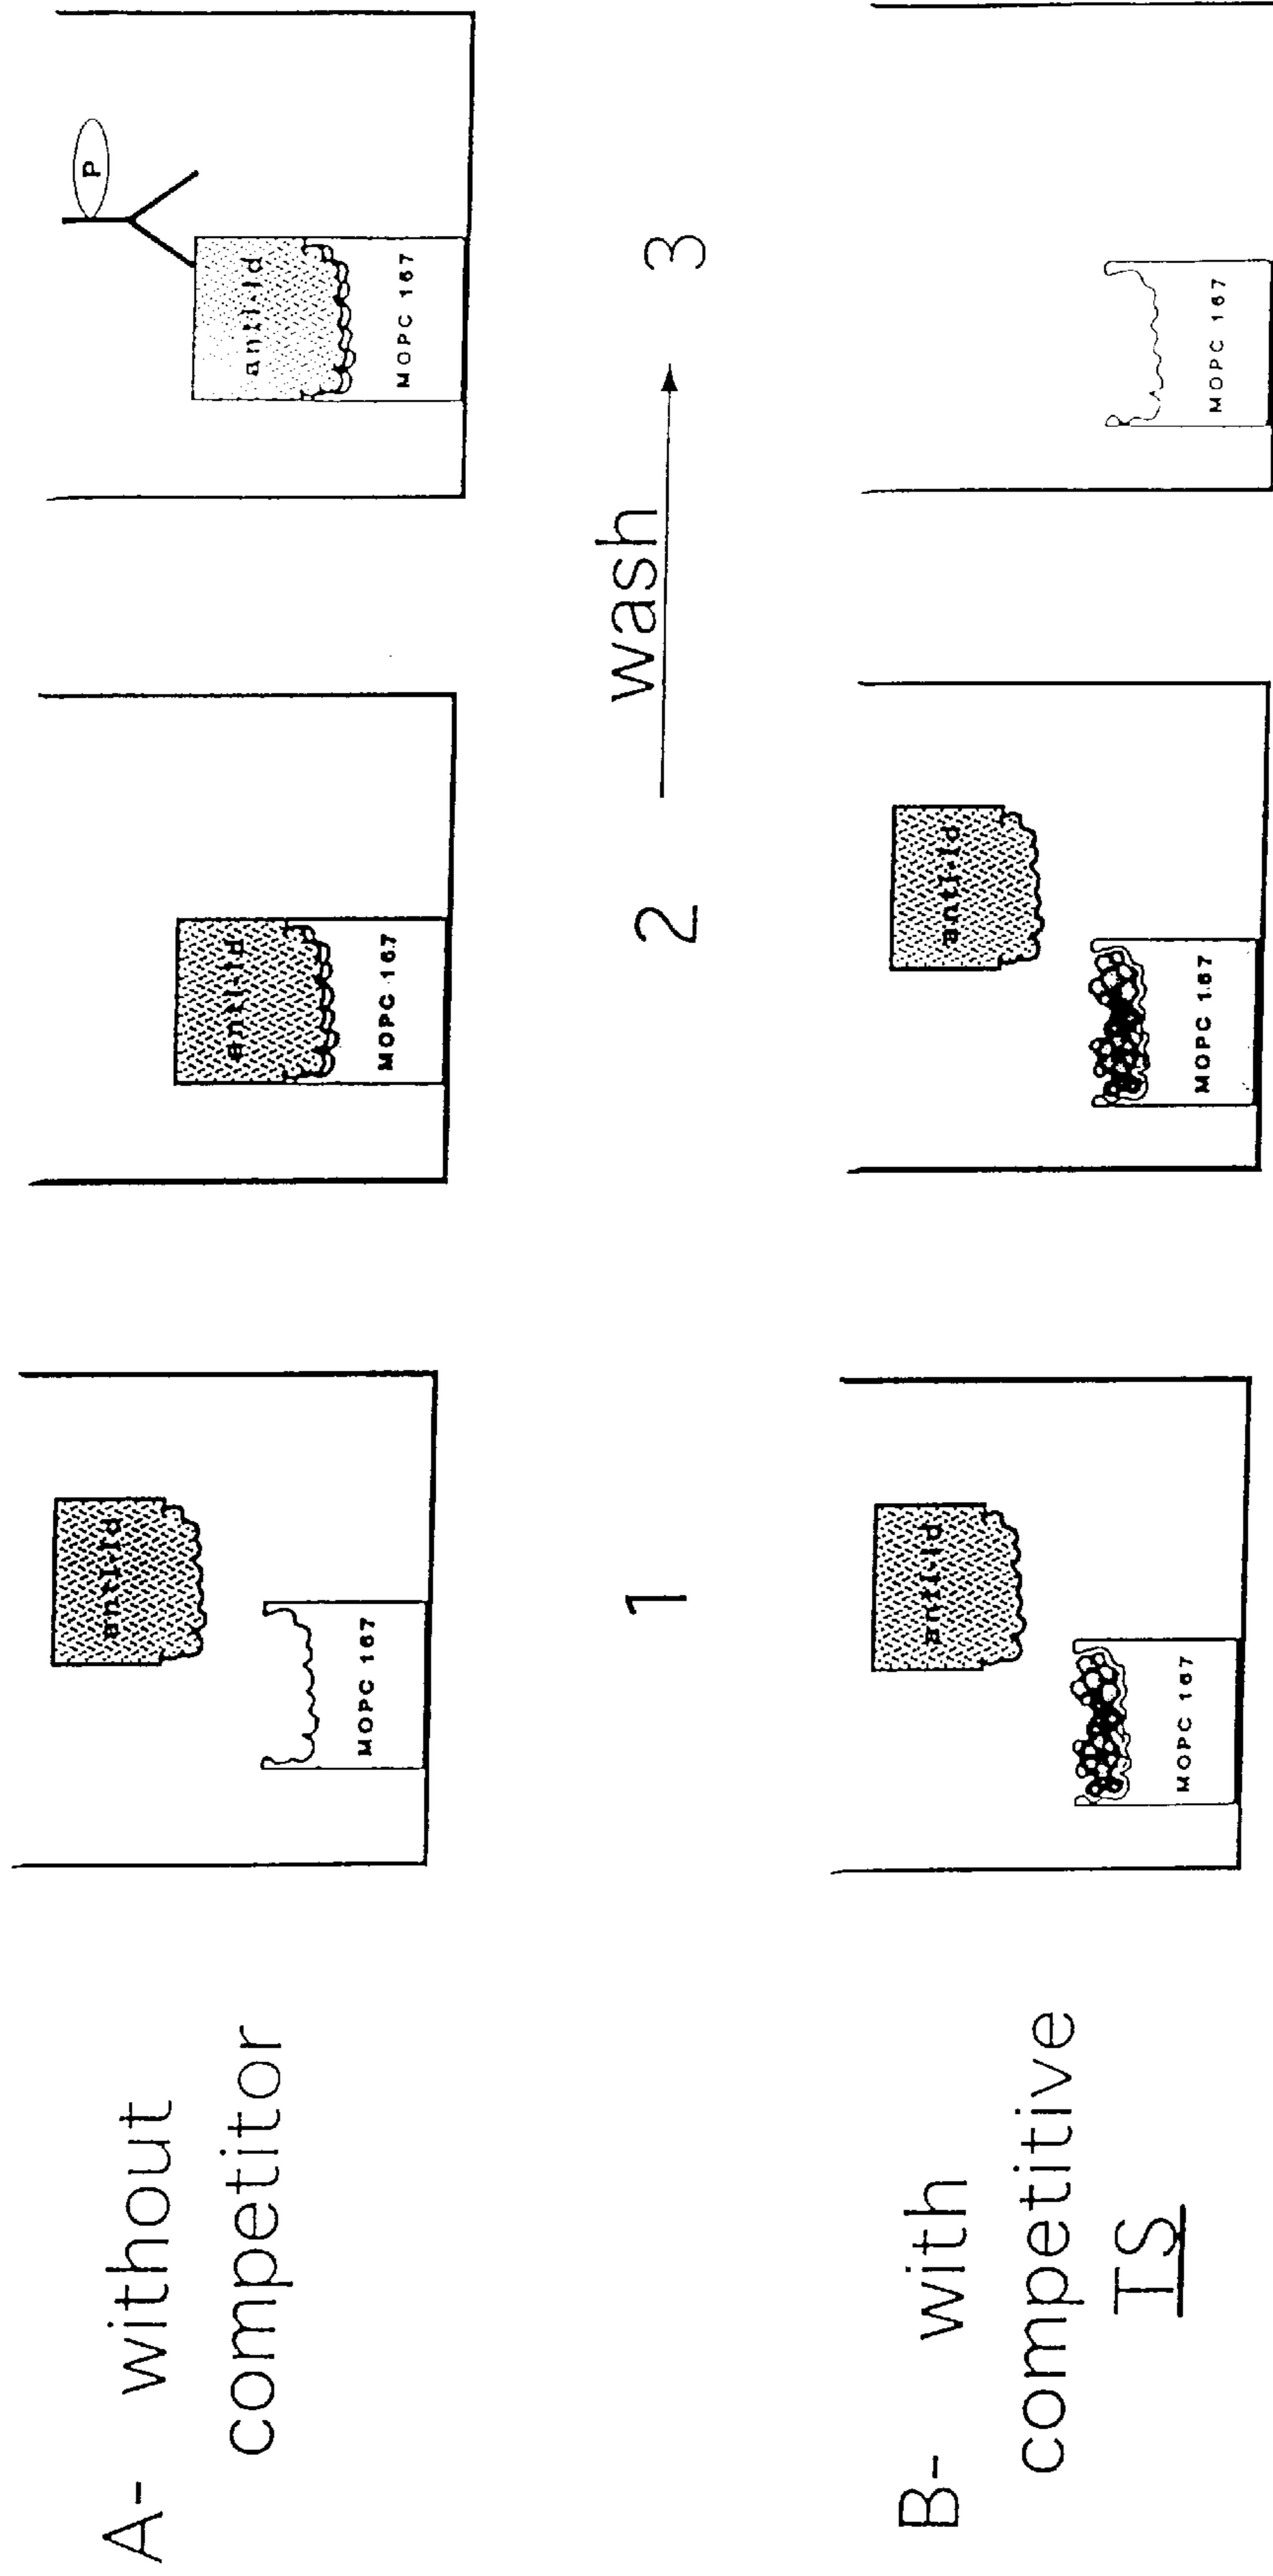 A- without
competitor
anti-Id
MOPC 167
anti-Id
MOPC 167
P
anti-Id
MOPC 167
1
2
wash
3
B- with
competitive
TS
anti-Id
MOPC 167
anti-Id
MOPC 167
MOPC 167